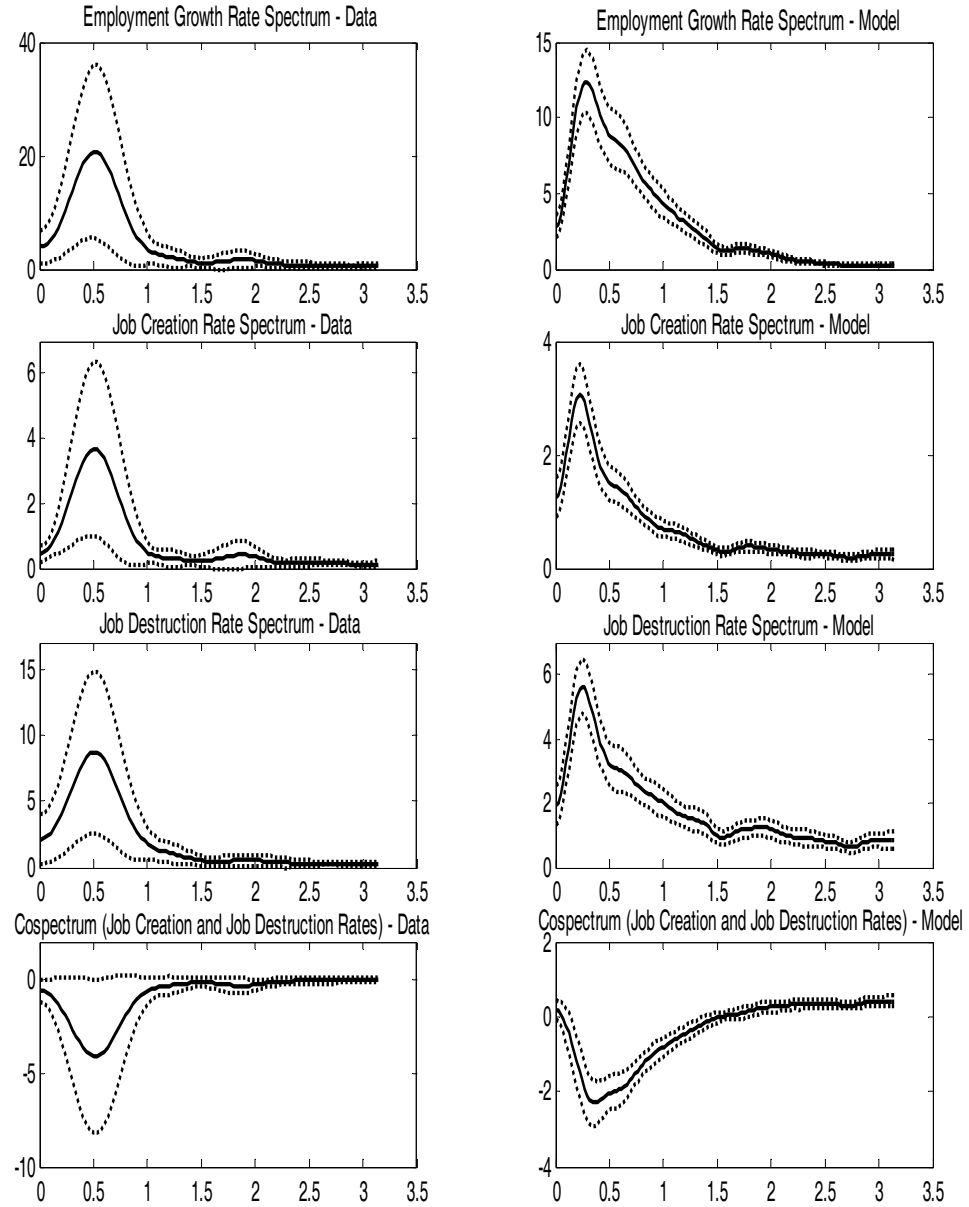 Employment Growth Rate Spectrum - Data
40
20
0
0 0.5 1 1.5 2 2.5 3 3.5
Employment Growth Rate Spectrum - Model
15
10
5
0
0 0.5 1 1.5 2 2.5 3 3.5
Job Creation Rate Spectrum - Data
6
4
2
0
0 0.5 1 1.5 2 2.5 3 3.5
Job Creation Rate Spectrum - Model
4
2
0
0 0.5 1 1.5 2 2.5 3 3.5
Job Destruction Rate Spectrum - Data
15
10
5
0
0 0.5 1 1.5 2 2.5 3 3.5
Job Destruction Rate Spectrum - Model
6
4
2
0
0 0.5 1 1.5 2 2.5 3 3.5
Cospectrum (Job Creation and Job Destruction Rates) - Data
0
-5
-10
0 0.5 1 1.5 2 2.5 3 3.5
Cospectrum (Job Creation and Job Destruction Rates) - Model
2
0
-2
-4
0 0.5 1 1.5 2 2.5 3 3.5